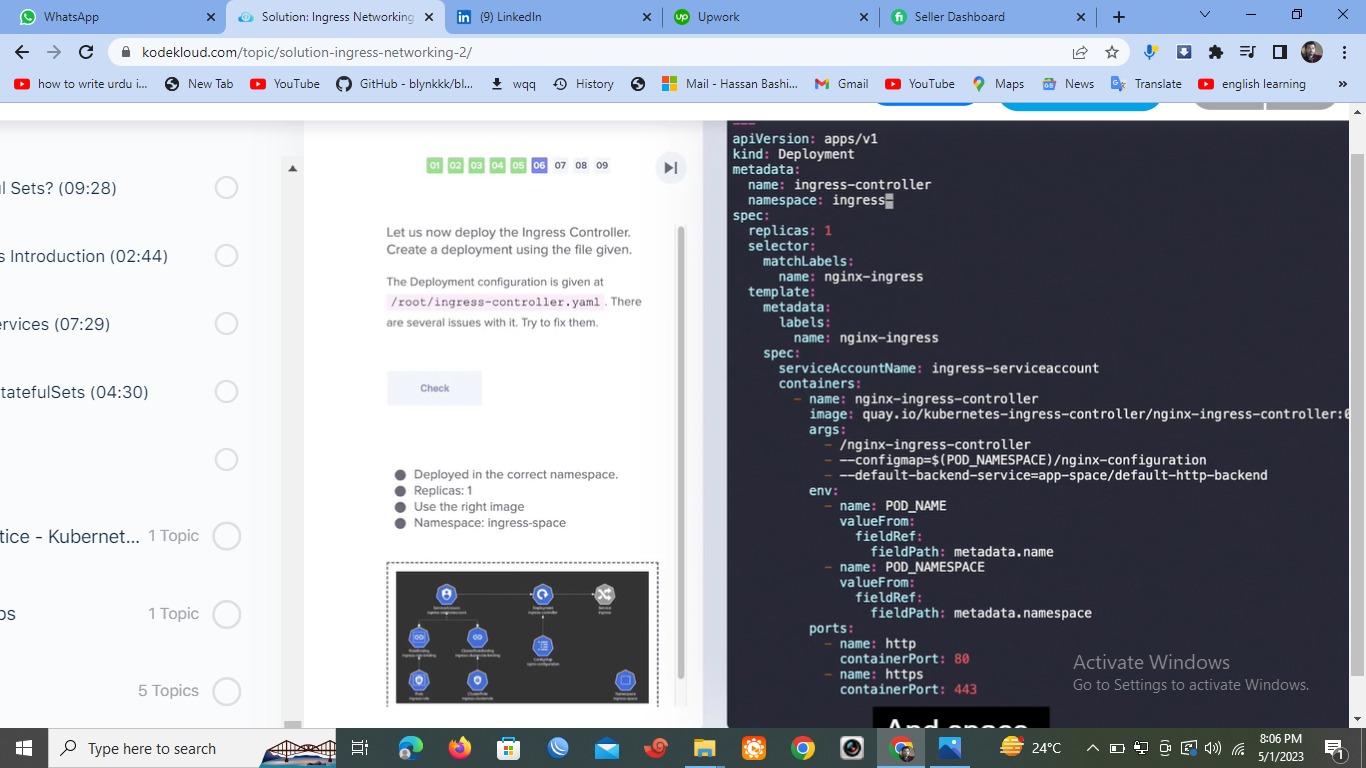 WhatsApp
Solution: Ingress Networking
(9) LinkedIn
Upwork
Seller Dashboard
kodekloud.com/topic/solution-ingress-networking-2/
how to write urdu i...
New Tab
YouTube
GitHub - blynkkk/bl...
wqq
History
Mail - Hassan Bashi...
Gmail
YouTube
Maps
News
Translate
english learning
»
l Sets? (09:28)
s Introduction (02:44)
ervices (07:29)
tatefulSets (04:30)
tice - Kubernet... 1 Topic
os 1 Topic
5 Topics
01 02 03 04 05 06 07 08 09
Let us now deploy the Ingress Controller.
Create a deployment using the file given.
The Deployment configuration is given at
/root/ingress-controller.yaml. There
are several issues with it. Try to fix them.
Check
Deployed in the correct namespace.
Replicas: 1
Use the right image
Namespace: ingress-space
---
apiVersion: apps/v1
kind: Deployment
metadata:
  name: ingress-controller
  namespace: ingress-
spec:
  replicas: 1
  selector:
    matchLabels:
      name: nginx-ingress
  template:
    metadata:
      labels:
        name: nginx-ingress
    spec:
      serviceAccountName: ingress-serviceaccount
      containers:
        - name: nginx-ingress-controller
          image: quay.io/kubernetes-ingress-controller/nginx-ingress-controller:0
          args:
            - /nginx-ingress-controller
            - --configmap=$(POD_NAMESPACE)/nginx-configuration
            - --default-backend-service=app-space/default-http-backend
          env:
            - name: POD_NAME
              valueFrom:
                fieldRef:
                  fieldPath: metadata.name
            - name: POD_NAMESPACE
              valueFrom:
                fieldRef:
                  fieldPath: metadata.namespace
          ports:
            - name: http
              containerPort: 80
            - name: https
              containerPort: 443
And space
Activate Windows
Go to Settings to activate Windows.
Type here to search
24°C
8:06 PM
5/1/2023
1